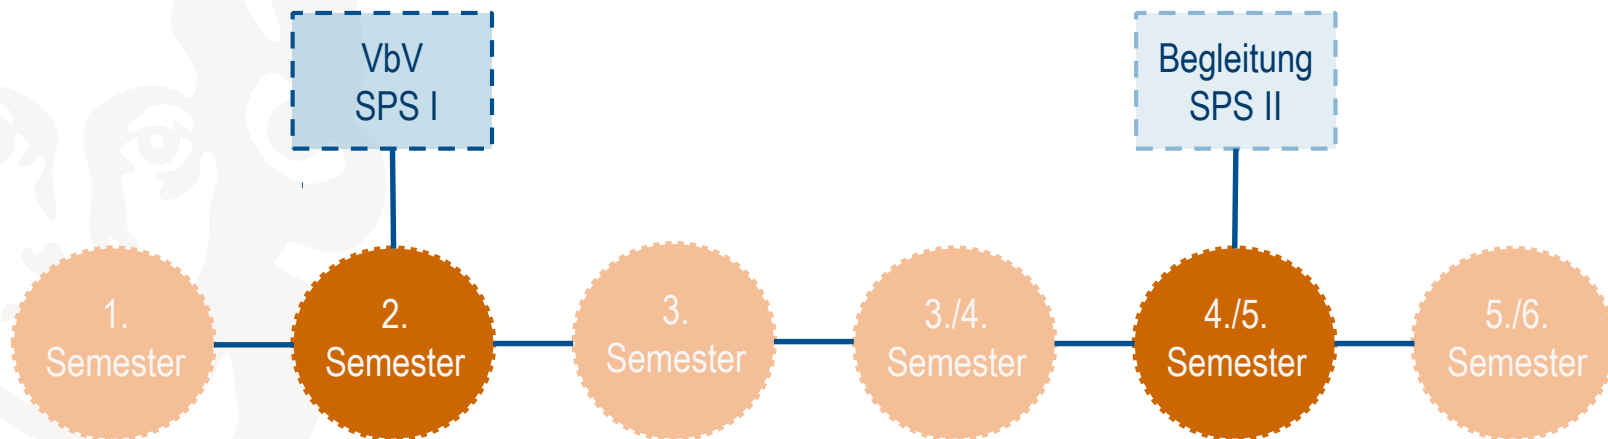 VbV
SPS I
Begleitung
SPS II
1.
Semester
2.
Semester
3.
Semester
3./4.
Semester
4./5.
Semester
5./6.
Semester